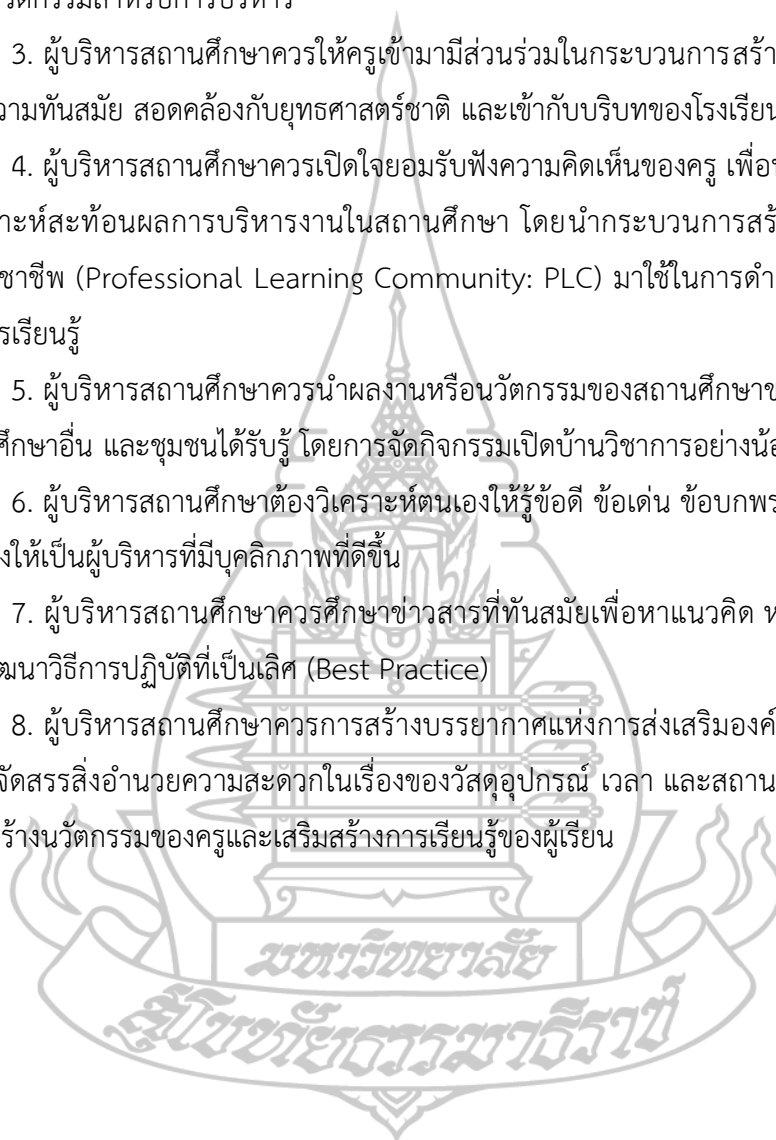 3. ผู้บริหารสถานศึกษาควรให้ครูเข้ามามีส่วนร่วมในกระบวนการสร้าง
วามทันสมัย สอดคล้องกับยุทธศาสตร์ชาติ และเข้ากับบริบทของโรงเรียน
4. ผู้บริหารสถานศึกษาควรเปิดใจยอมรับฟังความคิดเห็นของครู เพื่อ
ราะห์สะท้อนผลการบริหารงานในสถานศึกษา โดยนำกระบวนการสร้
ชาชีพ (Professional Learning Community: PLC) มาใช้ในการดำ
รเรียนรู้
5. ผู้บริหารสถานศึกษาควรนำผลงานหรือนวัตกรรมของสถานศึกษาข
ศึกษาอื่น และชุมชนได้รับรู้ โดยการจัดกิจกรรมเปิดบ้านวิชาการอย่างน้อ
6. ผู้บริหารสถานศึกษาต้องวิเคราะห์ตนเองให้รู้ข้อดี ข้อเด่น ข้อบกพร
งให้เป็นผู้บริหารที่มีบุคลิกภาพที่ดีขึ้น
7. ผู้บริหารสถานศึกษาควรศึกษาข่าวสารที่ทันสมัยเพื่อหาแนวคิด ห
ัฒนาวิธีการปฏิบัติที่เป็นเลิศ (Best Practice)
8. ผู้บริหารสถานศึกษาควรการสร้างบรรยากาศแห่งการส่งเสริมองค์
จัดสรรสิ่งอำนวยความสะดวกในเรื่องของวัสดุอุปกรณ์ เวลา และสถาน
ร้างนวัตกรรมของครูและเสริมสร้างการเรียนรู้ของผู้เรียน
มหาวิทยาลัย
สุโขทัยธรรมาธิราช